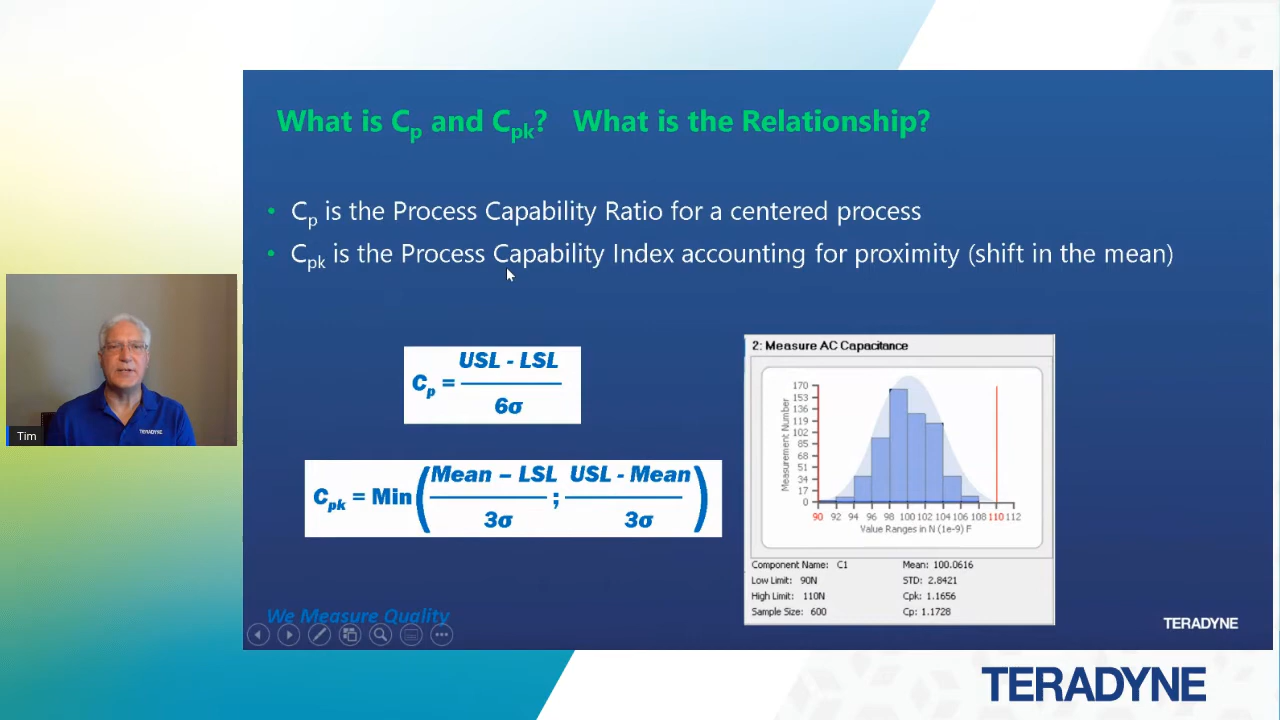 What is Cp and Cpk? What is the Relationship?
• Cp is the Process Capability Ratio for a centered process
• Cpk is the Process Capability Index accounting for proximity (shift in the mean)
Cp = USL - LSL
6σ
Cpk = Min ( Mean – LSL ; USL - Mean )
3σ 3σ
2: Measure AC Capacitance
Measurement Number
170
153
136
119
102
85
68
51
34
17
0
90 92 94 96 98 100 102 104 106 108 110 112
Value Ranges in N (1e-9) F
Component Name: C1 Mean: 100.0616
Low Limit: 90N STD: 2.8421
High Limit: 110N Cpk: 1.1656
Sample Size: 600 Cp: 1.1728
TERADYNE
Tim
We Measure Quality
TERADYNE
TERADYNE